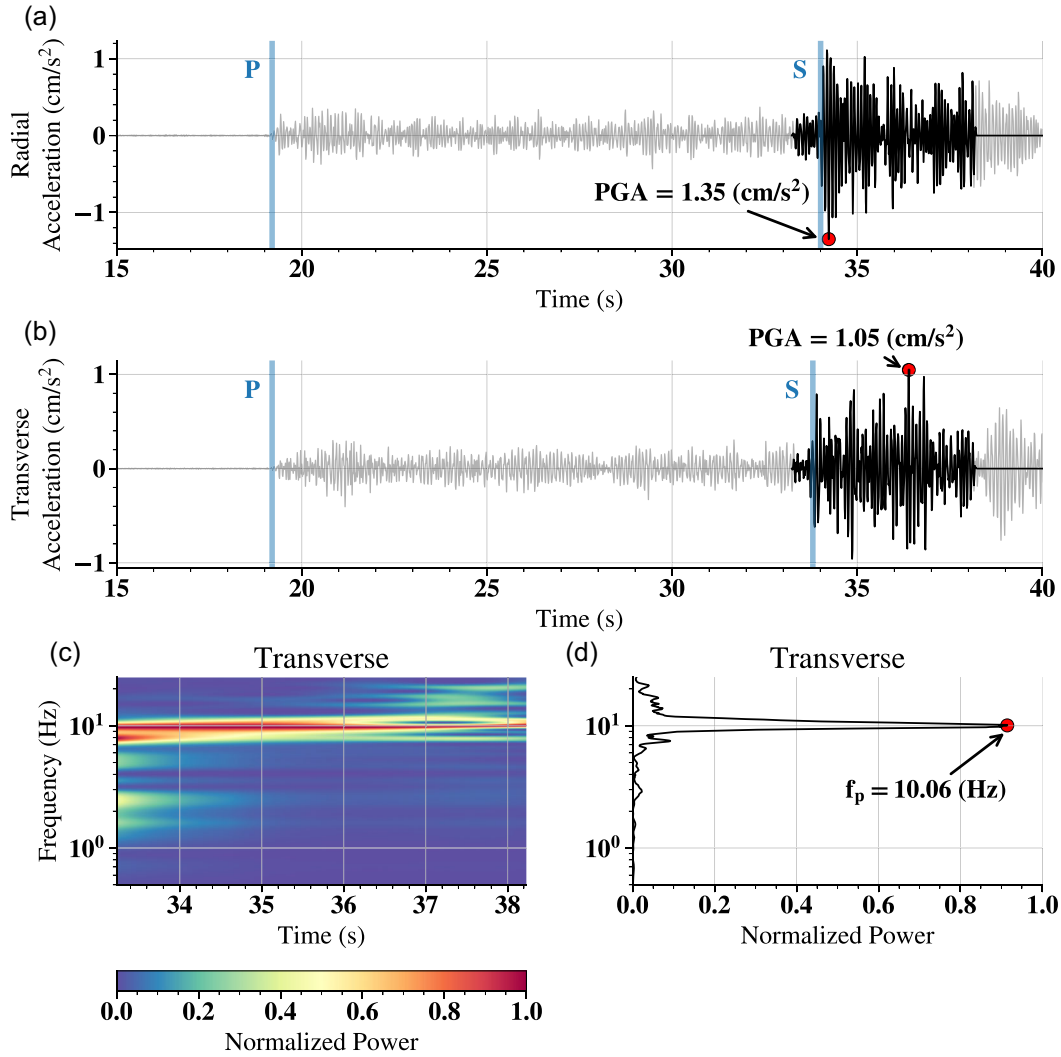 (a)
Radial
Acceleration (cm/s²)
1
0
−1
P
S
PGA = 1.35 (cm/s²)
15 20 25 30 35 40
Time (s)
(b)
Transverse
Acceleration (cm/s²)
1
0
−1
P
S
PGA = 1.05 (cm/s²)
15 20 25 30 35 40
Time (s)
(c)
Transverse
Frequency (Hz)
10¹
10⁰
34 35 36 37 38
Time (s)
0.0 0.2 0.4 0.6 0.8 1.0
Normalized Power
(d)
Transverse
10¹
10⁰
fₚ = 10.06 (Hz)
0.0 0.2 0.4 0.6 0.8 1.0
Normalized Power